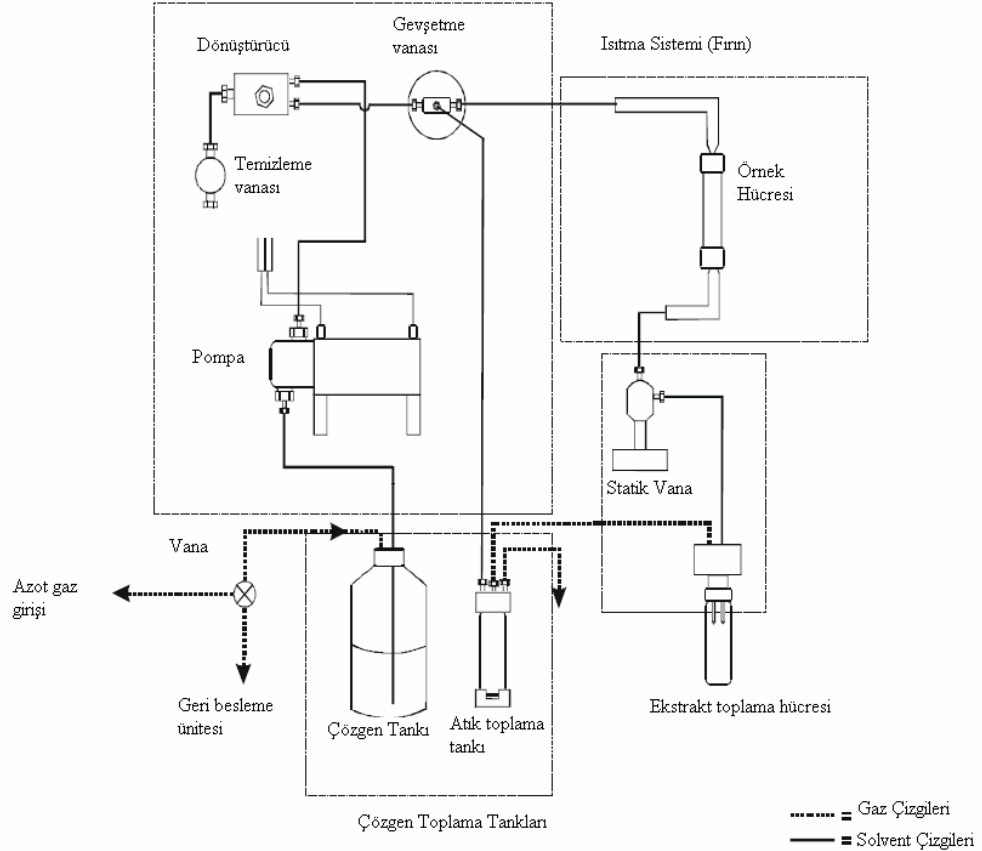 Gevşetme
vanası
Dönüştürücü
Isıtma Sistemi (Fırın)
Temizleme
vanası
Örnek
Hücresi
Pompa
Statik Vana
Vana
Azot gaz
girişi
Geri besleme
ünitesi
Çözgen Tankı
Atık toplama
tankı
Ekstrakt toplama hücresi
Çözgen Toplama Tankları
= Gaz Çizgileri
= Solvent Çizgileri